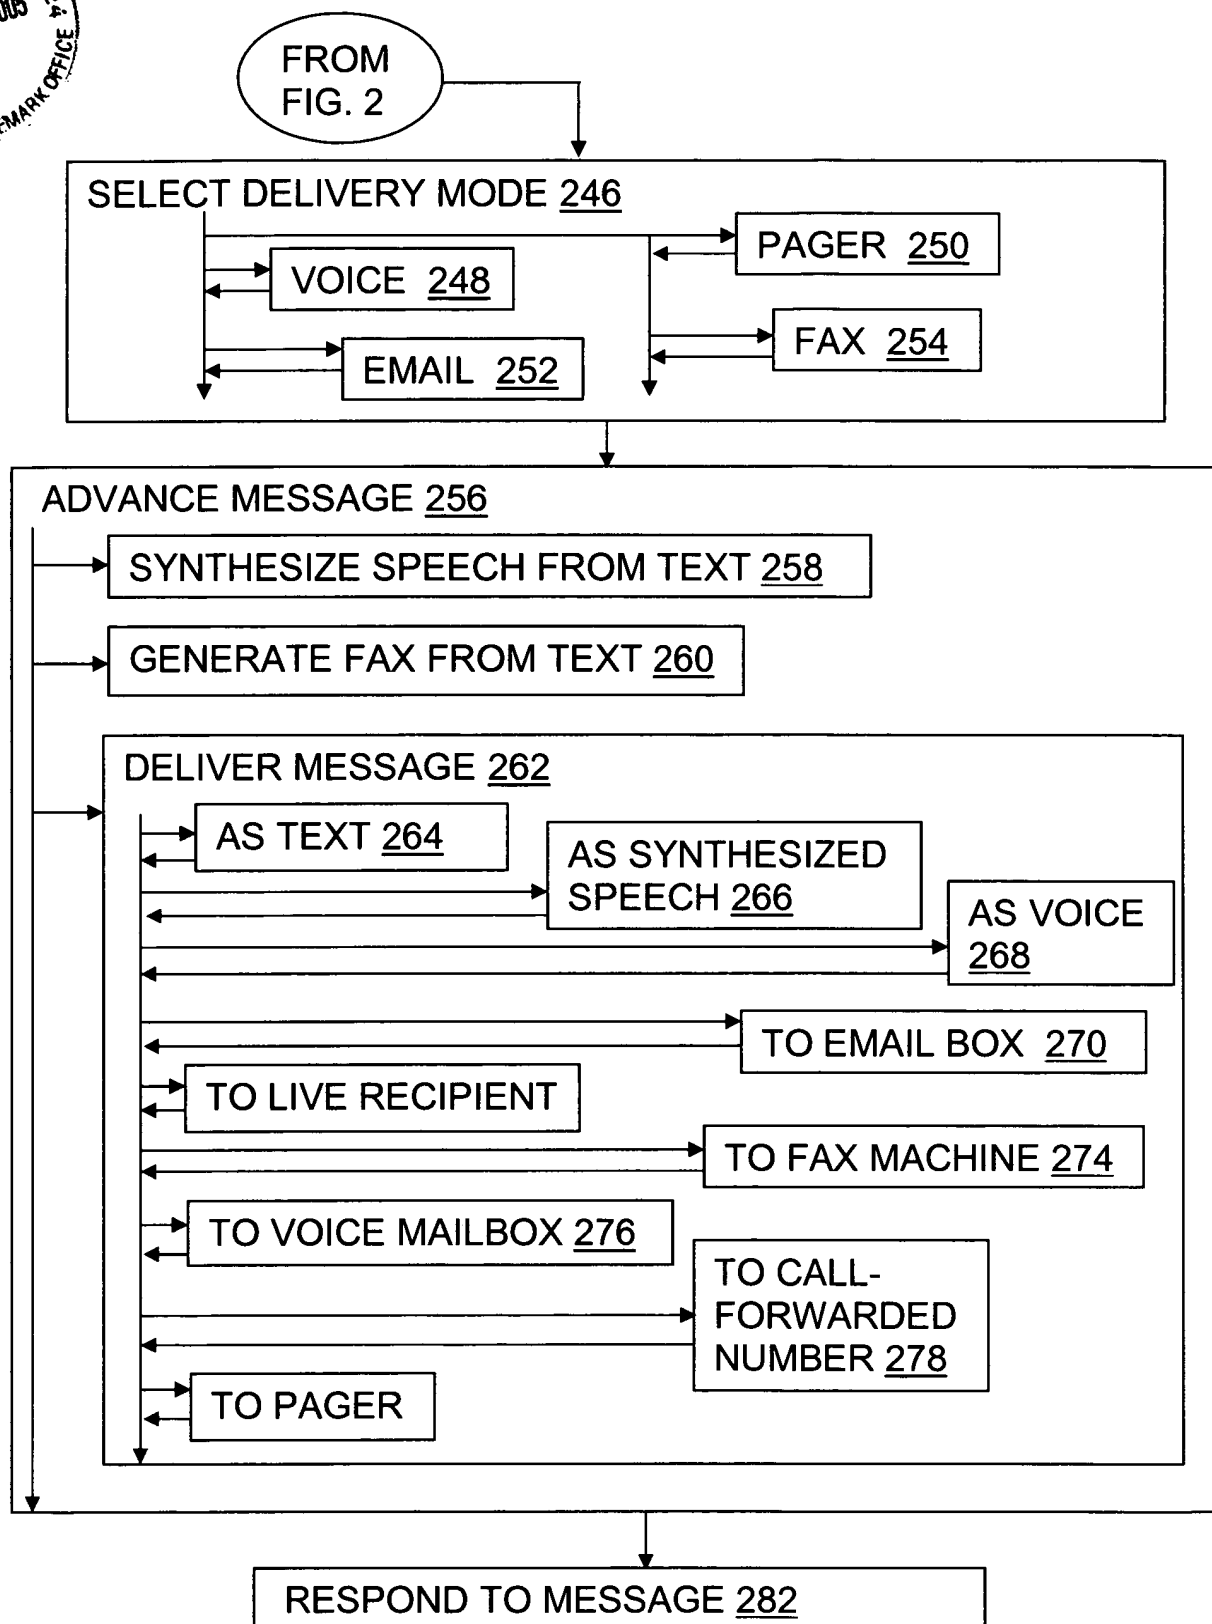 005
EMARK OFFICE
FROM
FIG. 2
SELECT DELIVERY MODE 246
PAGER 250
VOICE 248
FAX 254
EMAIL 252
ADVANCE MESSAGE 256
SYNTHESIZE SPEECH FROM TEXT 258
GENERATE FAX FROM TEXT 260
DELIVER MESSAGE 262
AS TEXT 264
AS SYNTHESIZED
SPEECH 266
AS VOICE
268
TO EMAIL BOX 270
TO LIVE RECIPIENT
TO FAX MACHINE 274
TO VOICE MAILBOX 276
TO CALL-
FORWARDED
NUMBER 278
TO PAGER
RESPOND TO MESSAGE 282